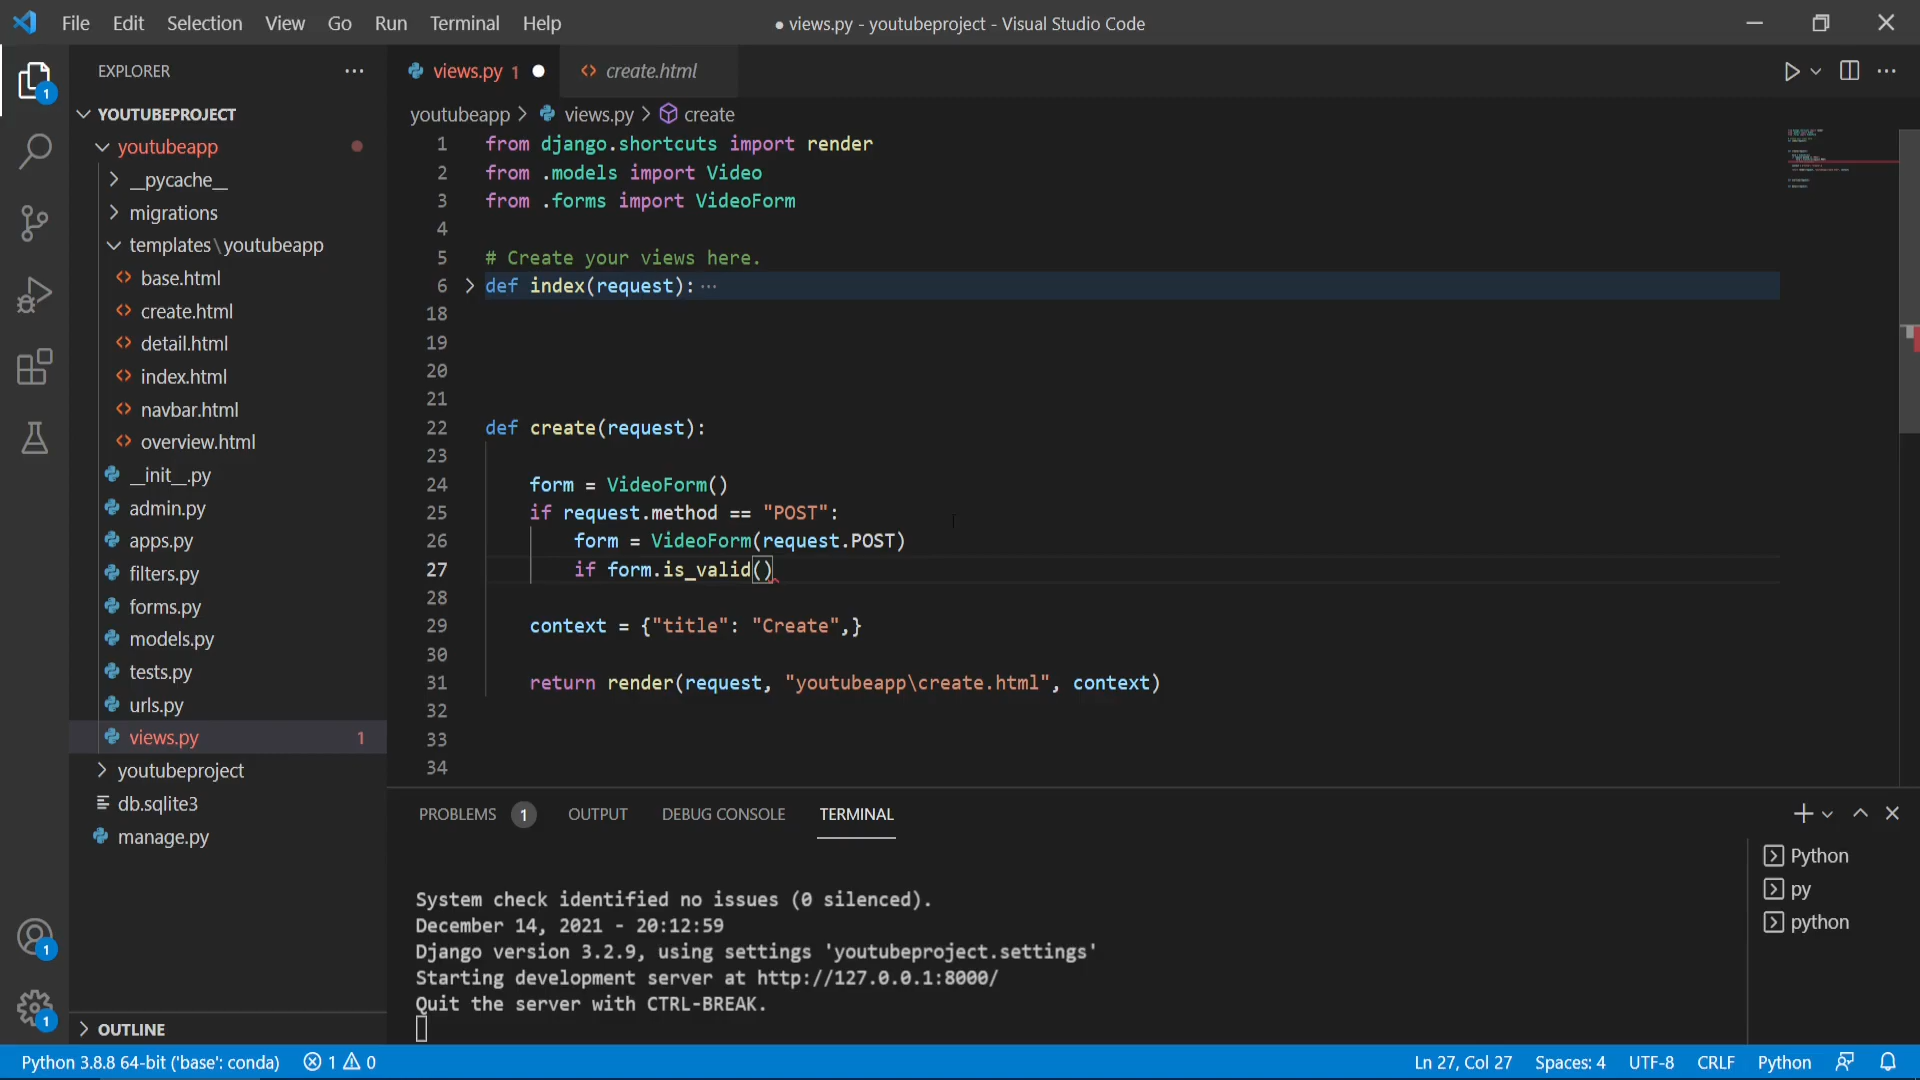 File Edit Selection View Go Run Terminal Help
● views.py - youtubeproject - Visual Studio Code
EXPLORER
views.py 1
create.html
YOUTUBEPROJECT
youtubeapp
__pycache__
migrations
templates\youtubeapp
base.html
create.html
detail.html
index.html
navbar.html
overview.html
__init__.py
admin.py
apps.py
filters.py
forms.py
models.py
tests.py
urls.py
views.py 1
youtubeproject
db.sqlite3
manage.py
OUTLINE
1
1
1
youtubeapp > views.py > create
1 from django.shortcuts import render
2 from .models import Video
3 from .forms import VideoForm
4
5 # Create your views here.
6 > def index(request): ···
18
19
20
21
22 def create(request):
23
24 form = VideoForm()
25 if request.method == "POST":
26 form = VideoForm(request.POST)
27 if form.is_valid()
28
29 context = {"title": "Create",}
30
31 return render(request, "youtubeapp\create.html", context)
32
33
34
PROBLEMS 1 OUTPUT DEBUG CONSOLE TERMINAL
System check identified no issues (0 silenced).
December 14, 2021 - 20:12:59
Django version 3.2.9, using settings 'youtubeproject.settings'
Starting development server at http://127.0.0.1:8000/
Quit the server with CTRL-BREAK.
Python
py
python
Python 3.8.8 64-bit ('base': conda) 1 0
Ln 27, Col 27 Spaces: 4 UTF-8 CRLF Python